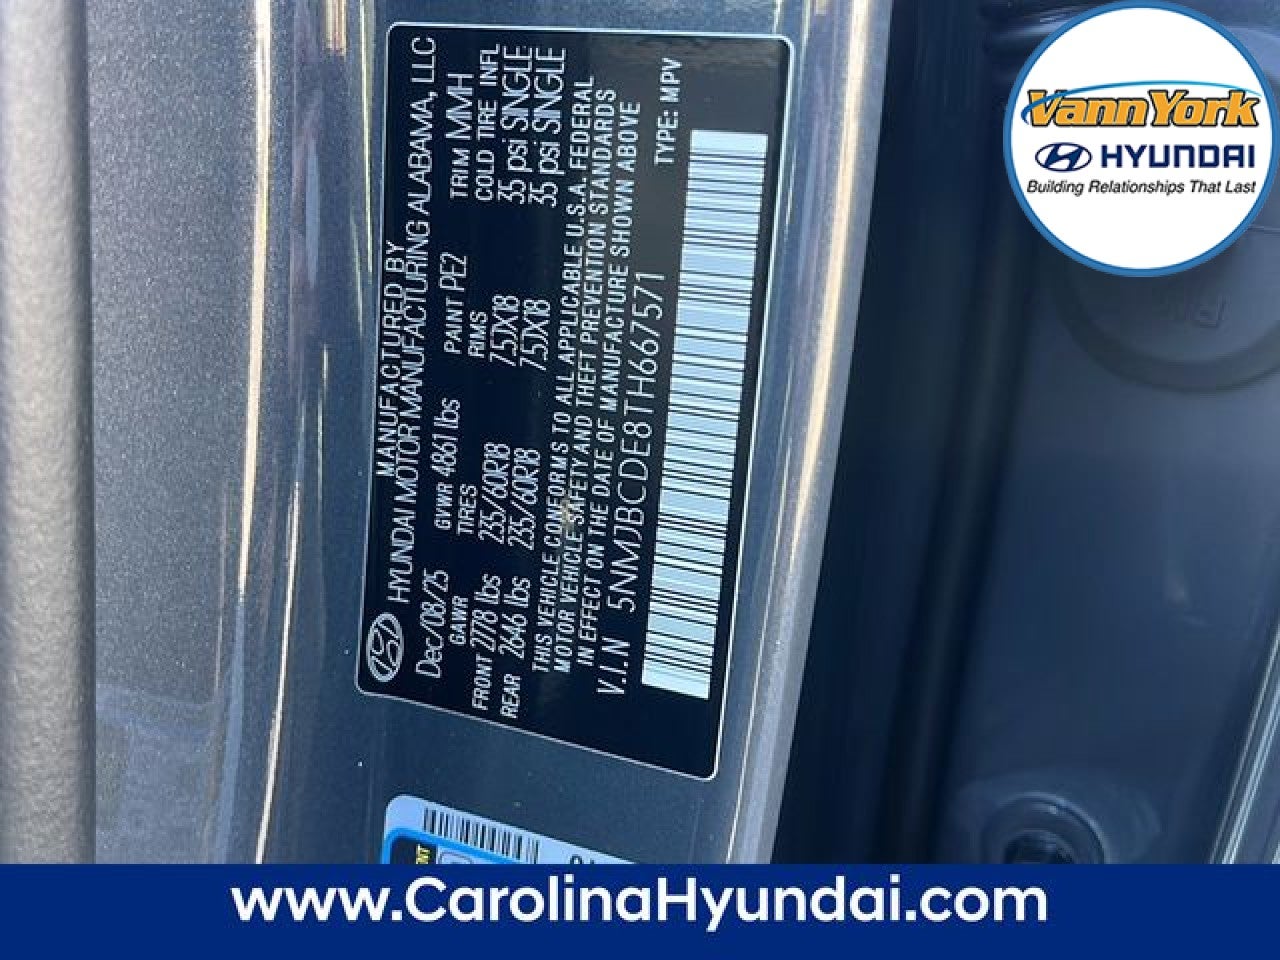 MANUFACTURED BY
HYUNDAI MOTOR MANUFACTURING ALABAMA, LLC
Dec/08/25 GVWR 4861 lbs PAINT PE2 TRIM MMH
GAWR TIRES RIMS COLD TIRE INFL
FRONT 2778 lbs 235/60R18 7.5JX18 35 psi SINGLE
REAR 2646 lbs 235/60R18 7.5JX18 35 psi SINGLE
THIS VEHICLE CONFORMS TO ALL APPLICABLE U.S.A. FEDERAL
MOTOR VEHICLE SAFETY AND THEFT PREVENTION STANDARDS
IN EFFECT ON THE DATE OF MANUFACTURE SHOWN ABOVE
V.I.N 5NMJBCDE8TH667571 TYPE: MPV
Vann York
HYUNDAI
Building Relationships That Last
www.CarolinaHyundai.com